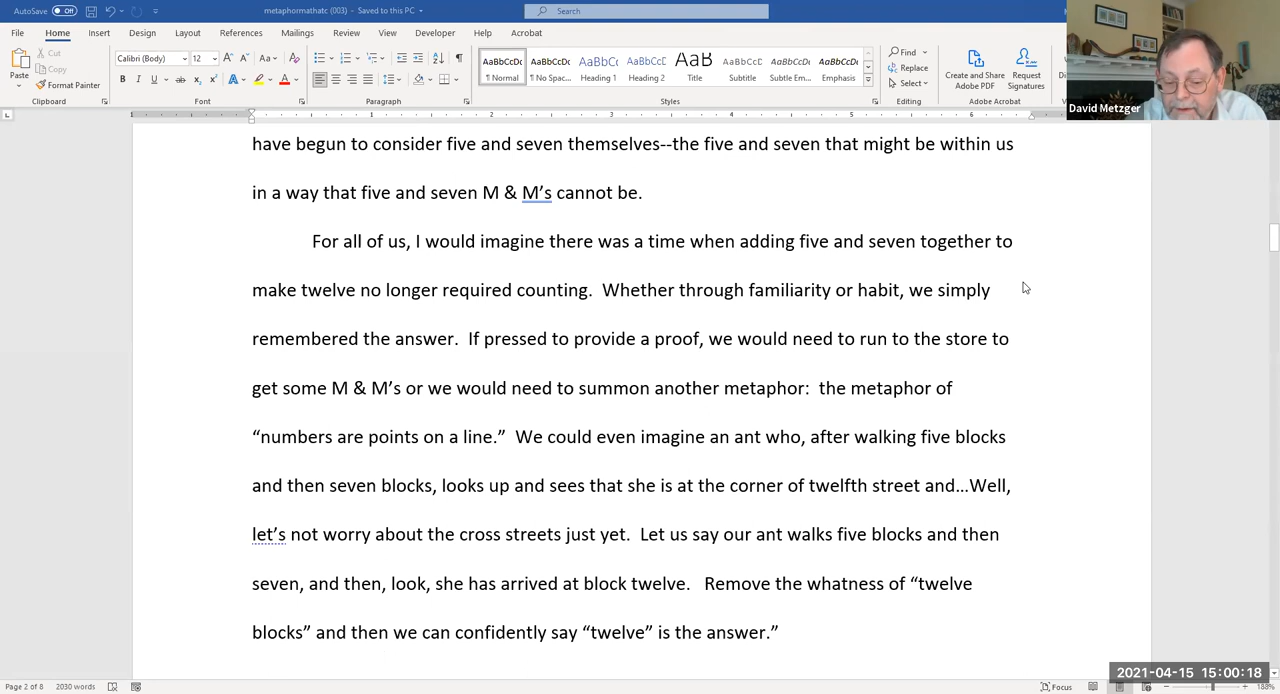 AutoSave Off metaphormathatc (003) - Saved to this PC Search
File Home Insert Design Layout References Mailings Review View Developer Help Acrobat
Paste Cut Copy Format Painter Clipboard
Calibri (Body) 12 Font
Paragraph
AaBbCcDc ¶ Normal
AaBbCcDc ¶ No Spac...
AaBbCc Heading 1
AaBbCcC Heading 2
AaB Title
AaBbCcC Subtitle
AaBbCcDc Subtle Em...
AaBbCcDc Emphasis
Styles
Find Replace Select Editing
Create and Share Adobe PDF
Request Signatures
Adobe Acrobat
David Metzger
have begun to consider five and seven themselves--the five and seven that might be within us
in a way that five and seven M & M’s cannot be.
For all of us, I would imagine there was a time when adding five and seven together to
make twelve no longer required counting.  Whether through familiarity or habit, we simply
remembered the answer.  If pressed to provide a proof, we would need to run to the store to
get some M & M’s or we would need to summon another metaphor:  the metaphor of
“numbers are points on a line.”  We could even imagine an ant who, after walking five blocks
and then seven blocks, looks up and sees that she is at the corner of twelfth street and…Well,
let’s not worry about the cross streets just yet.  Let us say our ant walks five blocks and then
seven, and then, look, she has arrived at block twelve.   Remove the whatness of “twelve
blocks” and then we can confidently say “twelve” is the answer.”
2021-04-15 15:00:18
Page 2 of 8 2030 words Focus